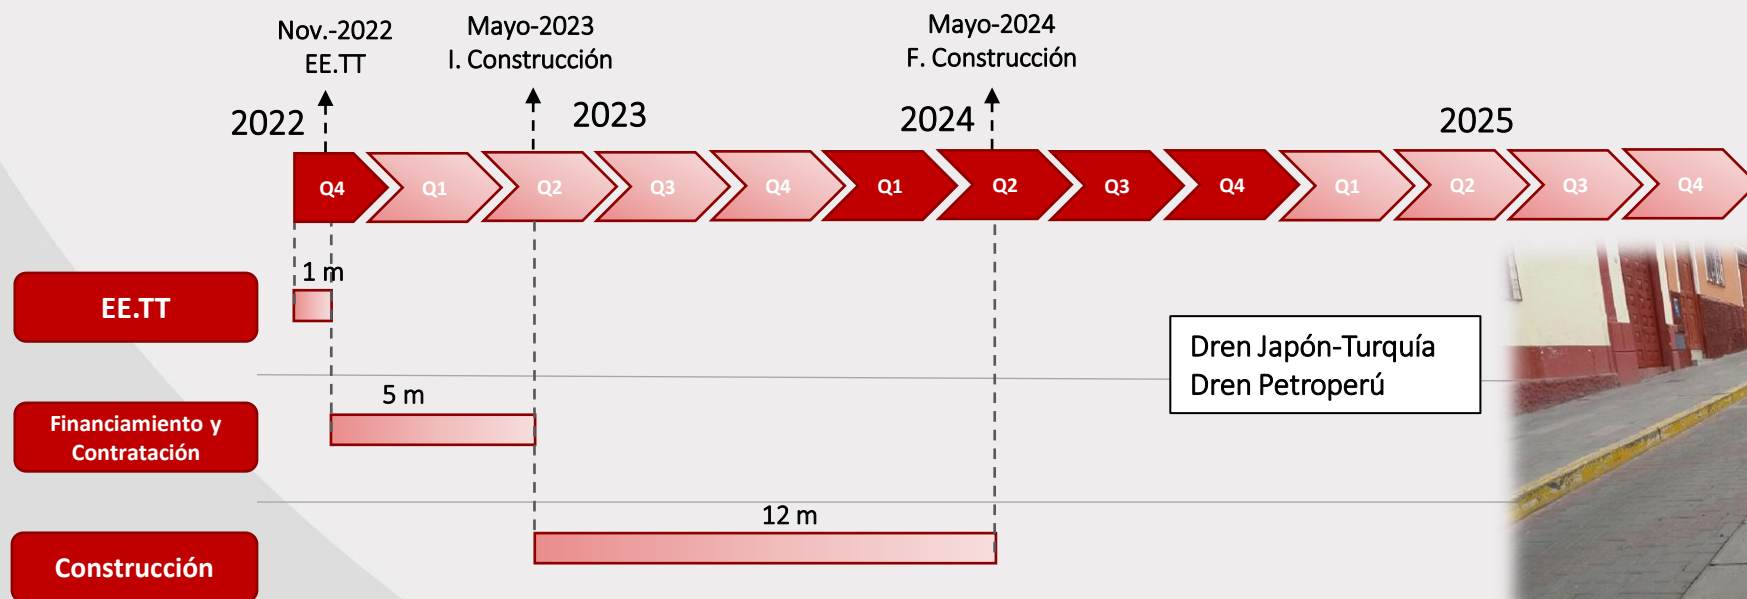 Nov.-2022
EE.TT
Mayo-2023
I. Construcción
Mayo-2024
F. Construcción
2022
2023
2024
2025
Q4
Q1
Q2
Q3
Q4
Q1
Q2
Q3
Q4
Q1
Q2
Q3
Q4
EE.TT
1 m
Dren Japón-Turquía
Dren Petroperú
Financiamiento y
Contratación
5 m
Construcción
12 m